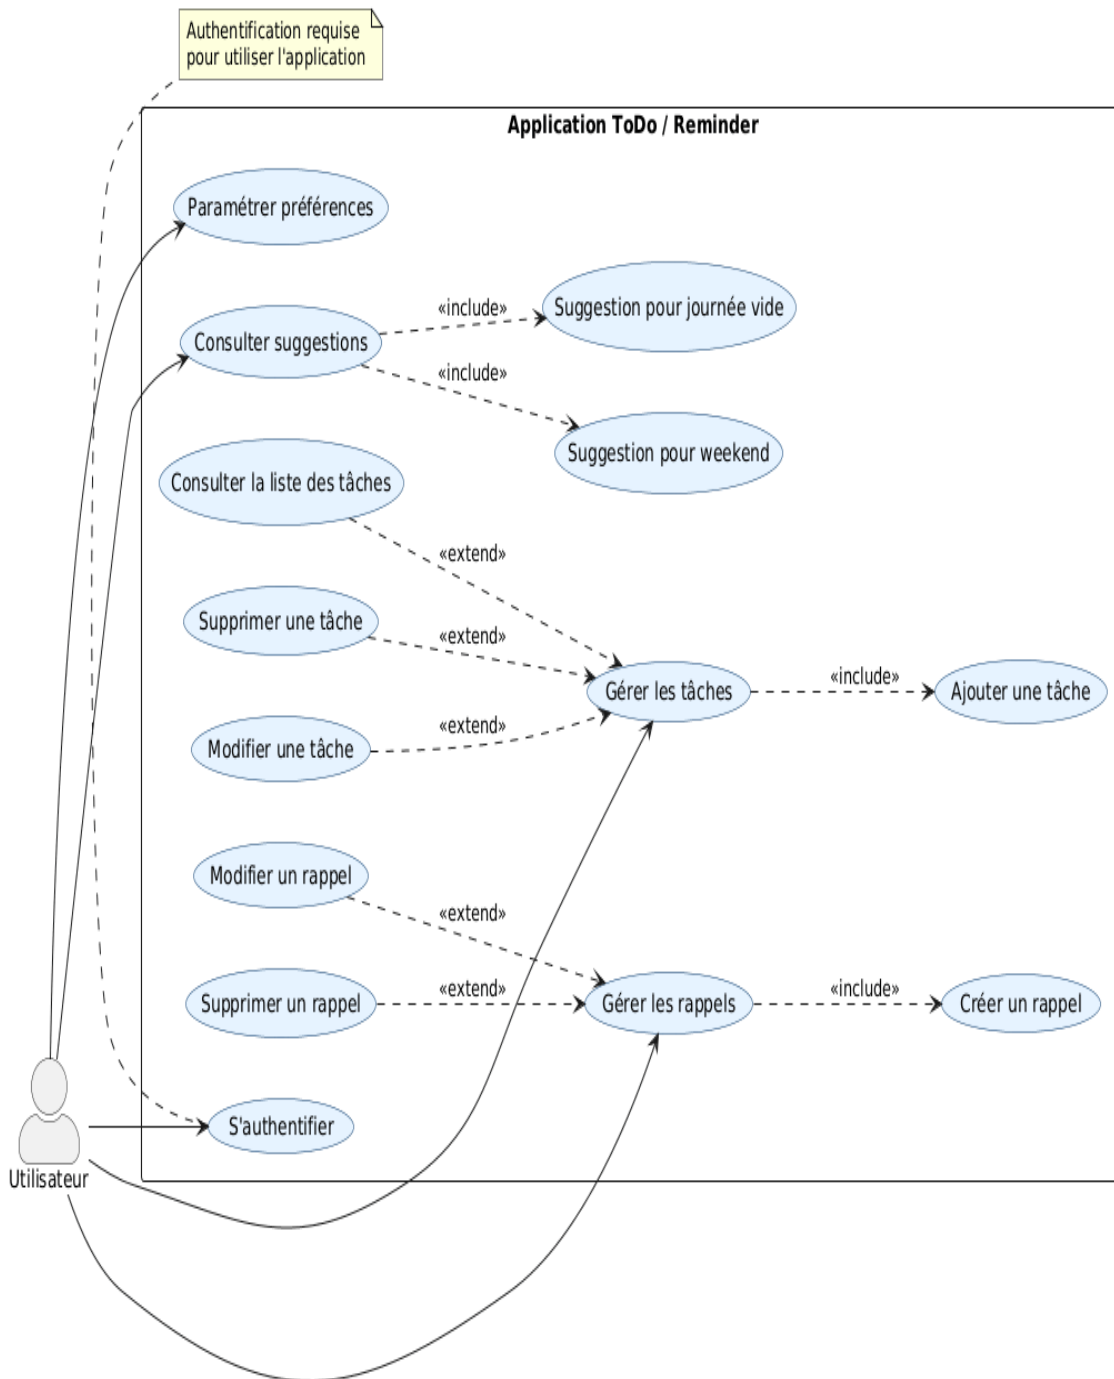 Authentification requise
pour utiliser l'application
Application ToDo / Reminder
Paramétrer préférences
Suggestion pour journée vide
«include»
Consulter suggestions
«include»
Suggestion pour weekend
Consulter la liste des tâches
«extend»
Supprimer une tâche
«extend»
Gérer les tâches
«include»
Ajouter une tâche
«extend»
Modifier une tâche
Modifier un rappel
«extend»
Supprimer un rappel
«extend»
Gérer les rappels
«include»
Créer un rappel
S'authentifier
Utilisateur